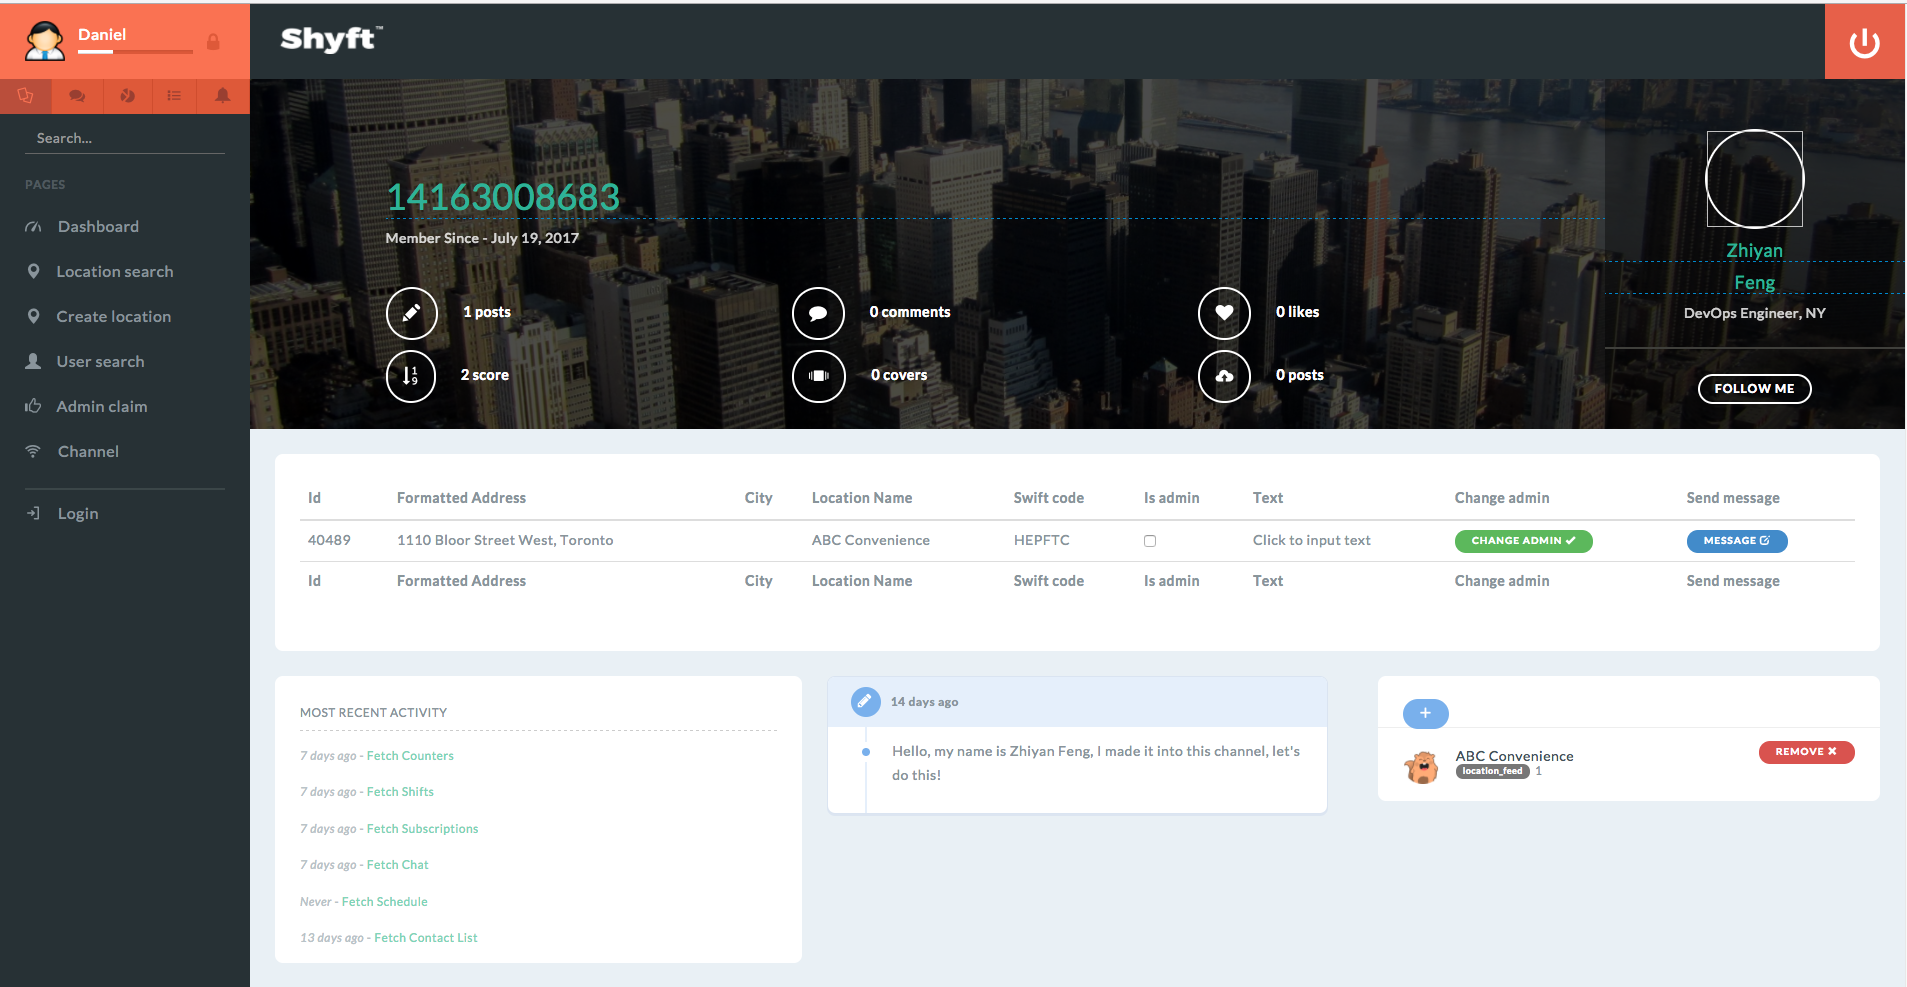 Daniel
Shyft™
Search...
PAGES
Dashboard
Location search
Create location
User search
Admin claim
Channel
Login
14163008683
Member Since - July 19, 2017
1 posts
0 comments
0 likes
2 score
0 covers
0 posts
Zhiyan
Feng
DevOps Engineer, NY
FOLLOW ME
Id Formatted Address City Location Name Swift code Is admin Text Change admin Send message
40489 1110 Bloor Street West, Toronto ABC Convenience HEPFTC Click to input text CHANGE ADMIN MESSAGE
Id Formatted Address City Location Name Swift code Is admin Text Change admin Send message
MOST RECENT ACTIVITY
7 days ago - Fetch Counters
7 days ago - Fetch Shifts
7 days ago - Fetch Subscriptions
7 days ago - Fetch Chat
Never - Fetch Schedule
13 days ago - Fetch Contact List
14 days ago
Hello, my name is Zhiyan Feng, I made it into this channel, let's
do this!
+
ABC Convenience
location_feed 1
REMOVE